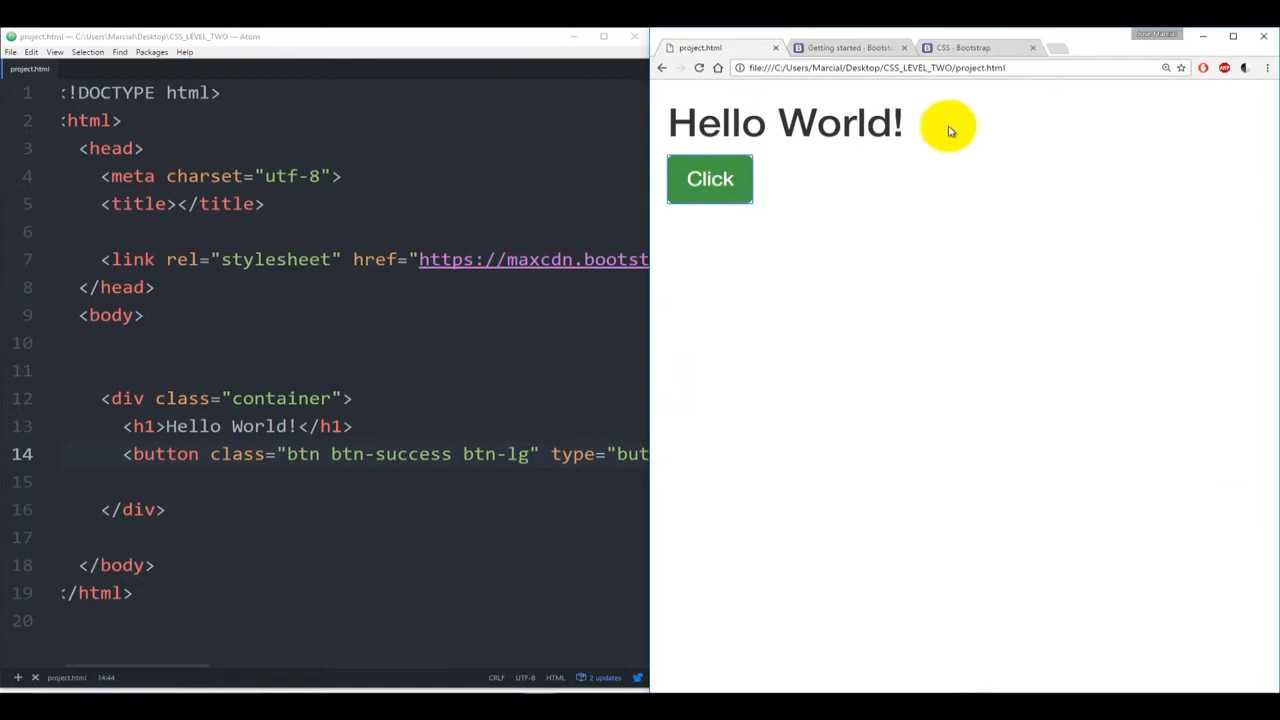 project.html — C:\Users\Marcial\Desktop\CSS_LEVEL_TWO — Atom
File Edit View Selection Find Packages Help
project.html
1 <!DOCTYPE html>
2 <html>
3 <head>
4 <meta charset="utf-8">
5 <title></title>
6
7 <link rel="stylesheet" href="https://maxcdn.bootst
8 </head>
9 <body>
10
11
12 <div class="container">
13 <h1>Hello World!</h1>
14 <button class="btn btn-success btn-lg" type="but
15
16 </div>
17
18 </body>
19 </html>
20
+ × project.html 14:44 CRLF UTF-8 HTML 2 updates
Jose Marcial
project.html × Getting started · Bootst × CSS · Bootstrap ×
file:///C:/Users/Marcial/Desktop/CSS_LEVEL_TWO/project.html ABP
Hello World!
Click